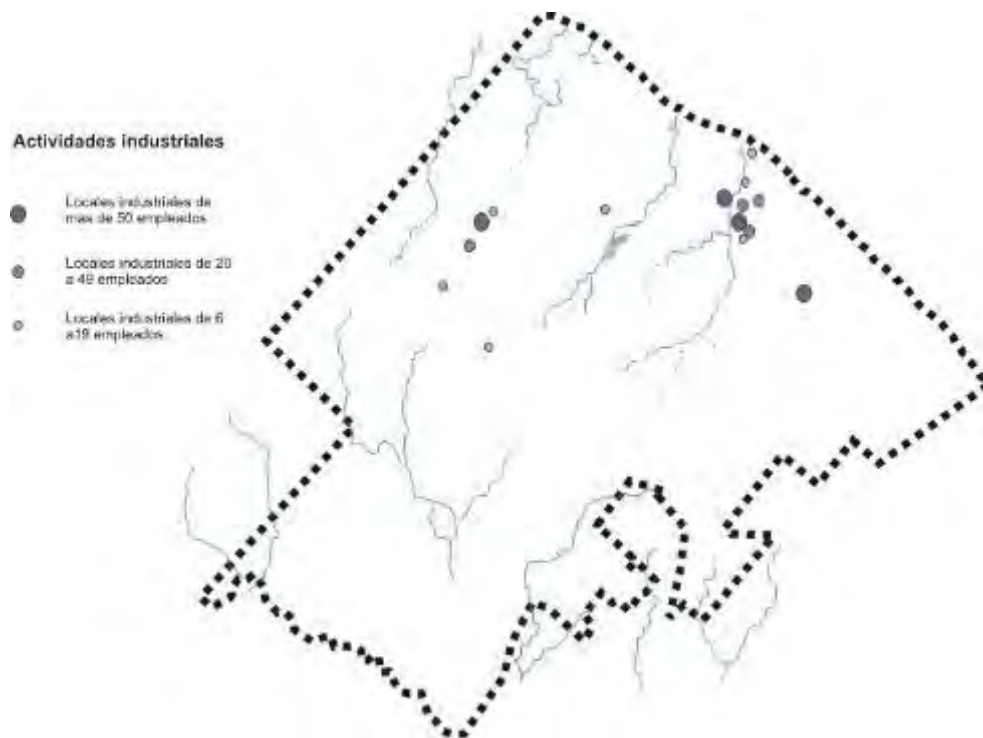 Actividades industriales
Locales industriales de
mas de 50 empleados
Locales industriales de 20
a 49 empleados
Locales industriales de 6
a19 empleados